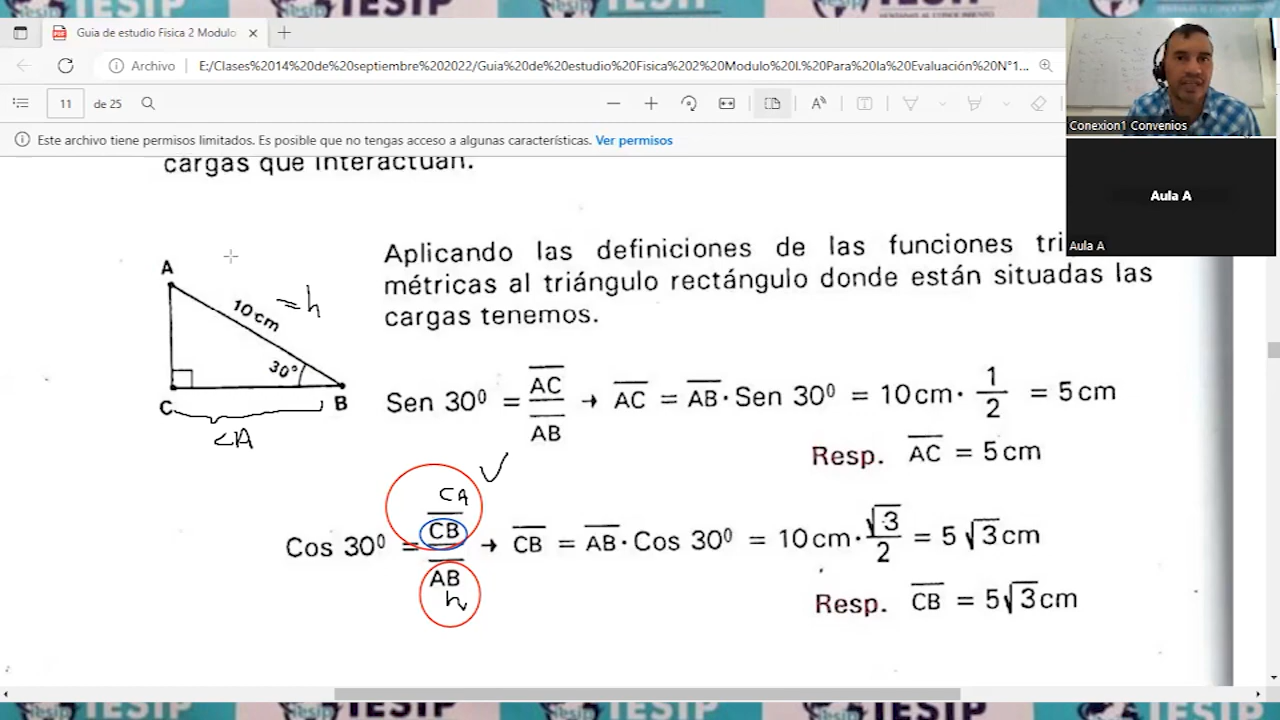 IESIP
Guia de estudio Fisica 2 Modulo
Archivo
E:/Clases%2014%20de%20septiembre%202022/Guia%20de%20estudio%20Fisica%202%20Modulo%20I.%20Para%20la%20Evaluación%20N°1...
11 de 25
Este archivo tiene permisos limitados. Es posible que no tengas acceso a algunas características. Ver permisos
Conexion1 Convenios
Aula A
Aula A
cargas que interactuan.
Aplicando las definiciones de las funciones tri
métricas al triángulo rectángulo donde están situadas las
cargas tenemos.
A
10 cm = h
30°
C B
CA
Sen 30⁰ = AC/AB → AC = AB · Sen 30⁰ = 10 cm · 1/2 = 5 cm
Resp. AC = 5 cm
CA
Cos 30⁰ = CB/AB → CB = AB · Cos 30⁰ = 10 cm · √3/2 = 5 √3 cm
h
Resp. CB = 5√3 cm